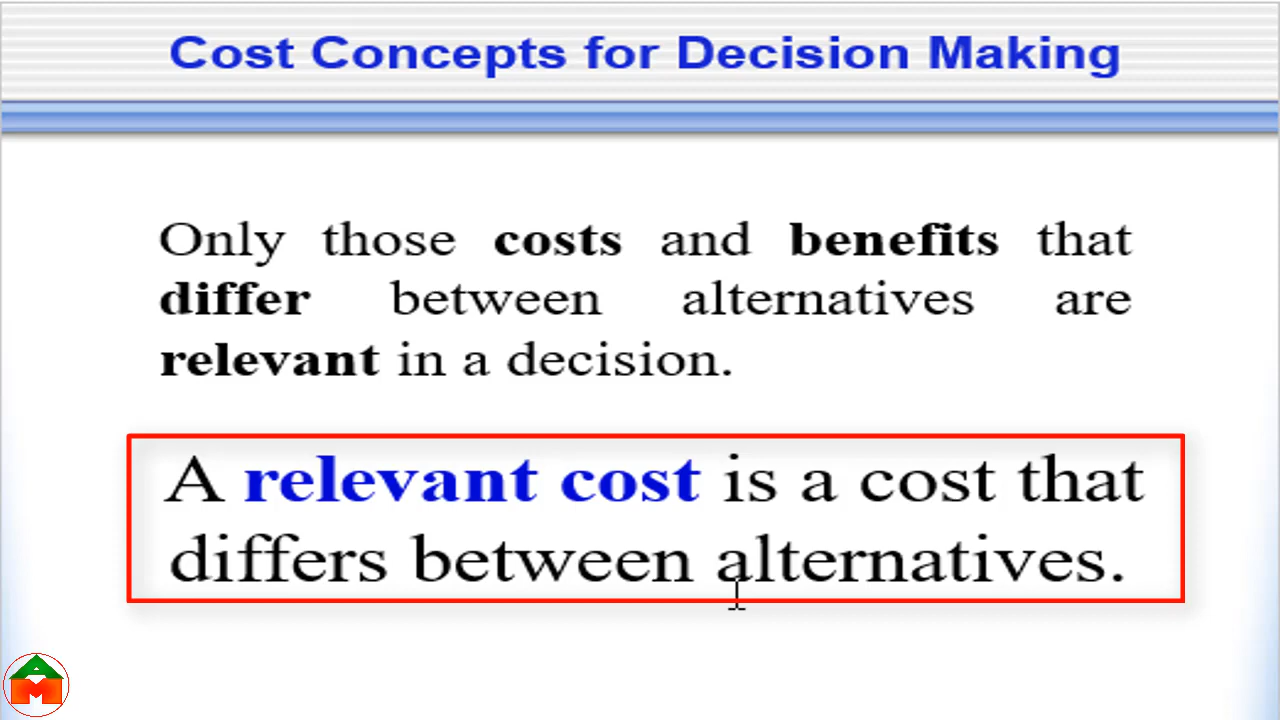 Cost Concepts for Decision Making
Only those costs and benefits that
differ between alternatives are
relevant in a decision.
A relevant cost is a cost that
differs between alternatives.
A
M